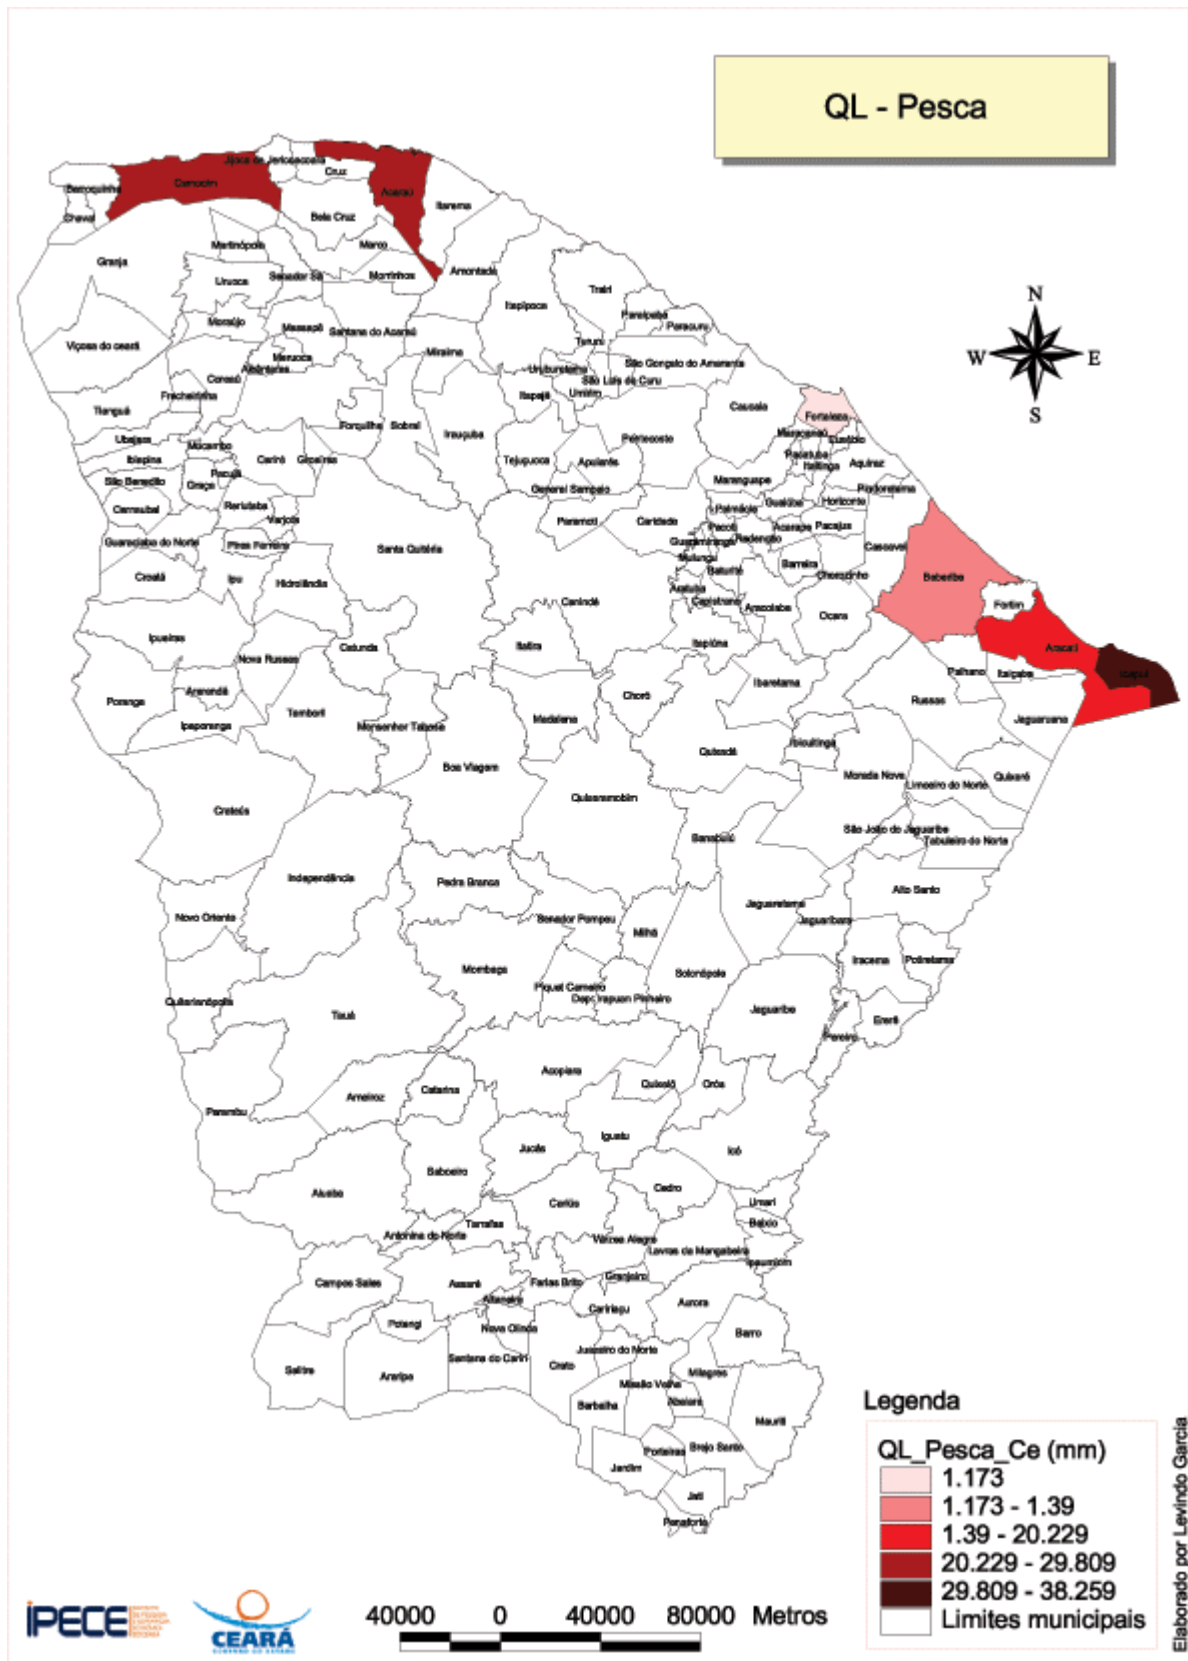 QL - Pesca
Jijoca de Jericoacoara
Cruz
Barroquinha
Camocim
Acaraú
Itarema
Chaval
Bela Cruz
Granja
Martinópole
Marco
Uruoca
Senador Sá
Morrinhos
Amontada
N
Itapipoca
Trairi
Paraipaba
Paracuru
Moraújo
Massapê
Santana do Acaraú
Viçosa do ceará
Meruoca
Miraíma
Tururu
W
E
Uruburetama
São Gonçalo do Amarante
Coreaú
Alcântaras
São Luís do Curu
Frecheirinha
Itapajé
Umirim
S
Tianguá
Caucaia
Fortaleza
Forquilha
Sobral
Irauçuba
Maracanaú
Eusébio
Ubajara
Mucambo
Pentecoste
Pacatuba
Ibiapina
Cariré
Groaíras
Tejuçuoca
Apuiarés
Itaitinga
Aquiraz
São Benedito
Graça
Pacujá
General Sampaio
Maranguape
Pindoretama
Carnaubal
Reriutaba
Varjota
Paramoti
Caridade
Palmácia
Guaiúba
Horizonte
Guaraciaba do Norte
Pires Ferreira
Santa Quitéria
Pacoti
Acarape
Pacajus
Guaramiranga
Redenção
Cascavel
Mulungu
Croatá
Ipu
Hidrolândia
Baturité
Barreira
Chorozinho
Beberibe
Aratuba
Canindé
Capistrano
Aracoiaba
Ocara
Fortim
Ipueiras
Nova Russas
Catunda
Itatira
Itapiúna
Aracati
Choró
Ibaretama
Palhano
Itaiçaba
Icapuí
Poranga
Ararendá
Tamboril
Madalena
Russas
Ipaporanga
Monsenhor Tabosa
Jaguaruana
Boa Viagem
Quixadá
Ibicuitinga
Crateús
Quixeramobim
Morada Nova
Limoeiro do Norte
Quixeré
Banabuiú
São João do Jaguaribe
Tabuleiro do Norte
Independência
Pedra Branca
Alto Santo
Novo Oriente
Senador Pompeu
Milhã
Jaguaretama
Jaguaribara
Mombaça
Solonópole
Iracema
Potiretama
Quiterianópolis
Piquet Carneiro
Dep. Irapuan Pinheiro
Tauá
Jaguaribe
Ererê
Pereiro
Acopiara
Parambu
Arneiroz
Catarina
Quixelô
Orós
Jucás
Iguatu
Icó
Saboeiro
Aiuaba
Cedro
Cariús
Umari
Antonina do Norte
Tarrafas
Baixio
Várzea Alegre
Lavras da Mangabeira
Ipaumirim
Campos Sales
Assaré
Farias Brito
Granjeiro
Altaneira
Caririaçu
Aurora
Potengi
Nova Olinda
Barro
Salitre
Araripe
Santana do Cariri
Crato
Juazeiro do Norte
Milagres
Missão Velha
Abaiara
Barbalha
Mauriti
Porteiras
Brejo Santo
Jardim
Jati
Penaforte
Legenda
QL_Pesca_Ce (mm)
1.173
1.173 - 1.39
1.39 - 20.229
20.229 - 29.809
29.809 - 38.259
Limites municipais
Elaborado por Levindo Garcia
IPECE
CEARÁ
GOVERNO DO ESTADO
40000 0 40000 80000 Metros